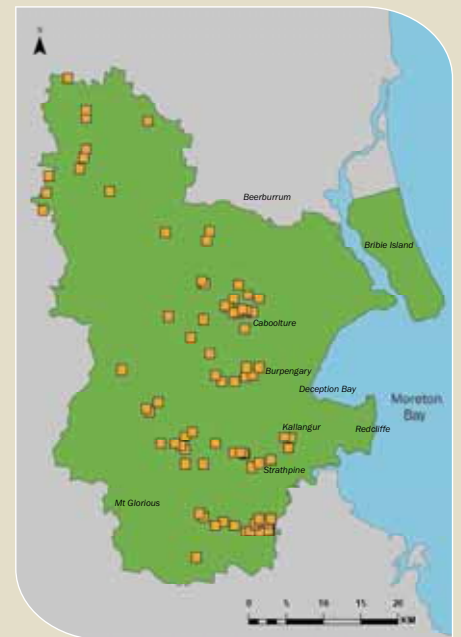 N
Beerburrum
Bribie Island
Caboolture
Burpengary
Deception Bay
Moreton
Bay
Kallangur
Redcliffe
Strathpine
Mt Glorious
0 5 10 15 20
KM